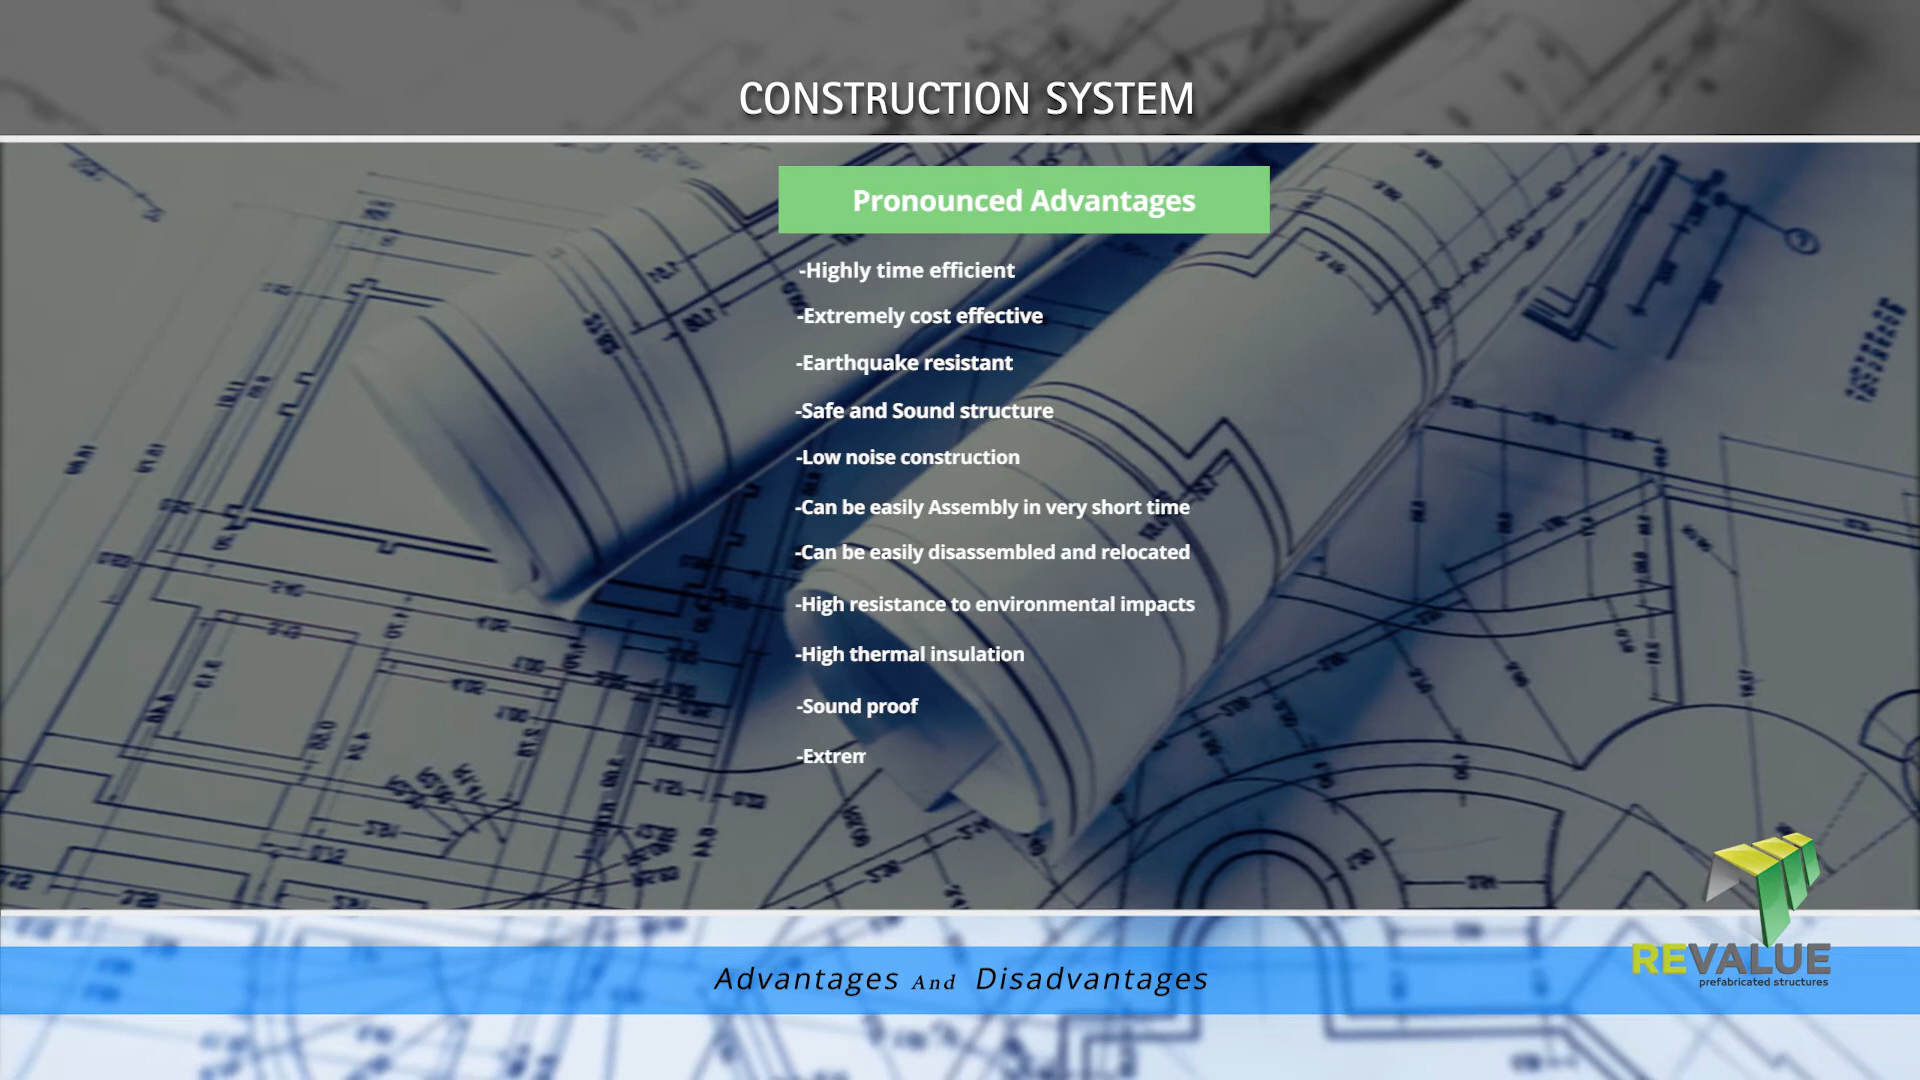 CONSTRUCTION SYSTEM
Pronounced Advantages
-Highly time efficient
-Extremely cost effective
-Earthquake resistant
-Safe and Sound structure
-Low noise construction
-Can be easily Assembly in very short time
-Can be easily disassembled and relocated
-High resistance to environmental impacts
-High thermal insulation
-Sound proof
-Extrem
Advantages And Disadvantages
REVALUE
prefabricated structures